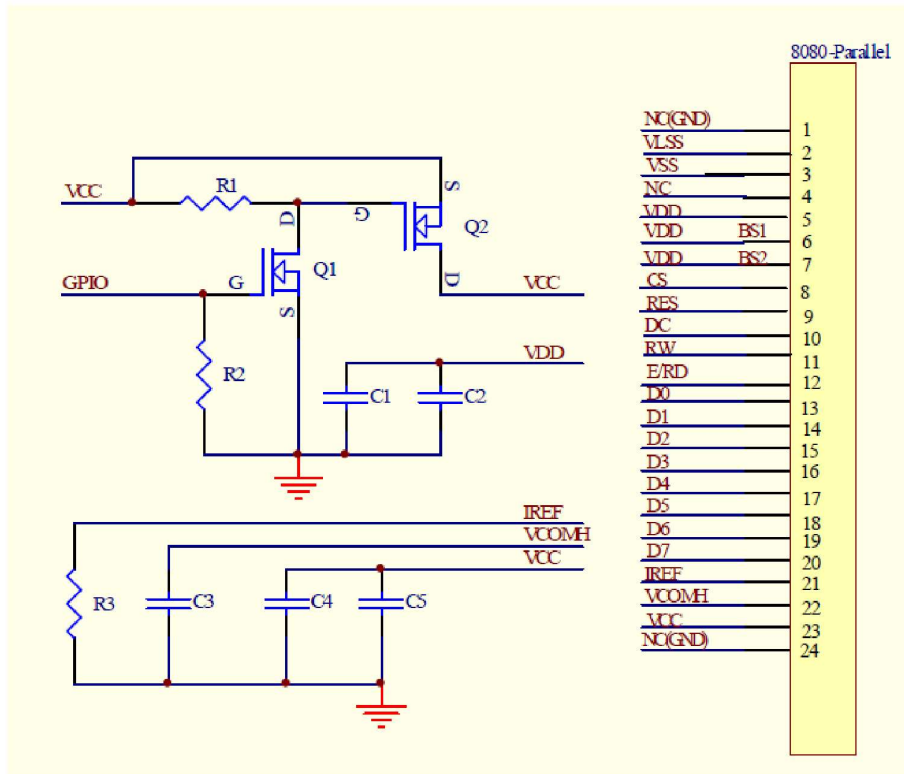 8080-Parallel
VCC
R1
D
G
S
Q2
D
VCC
GPIO
G
Q1
S
R2
VDD
C1
C2
IREF
VCOMH
VCC
R3
C3
C4
C5
NC(GND) 1
VLSS 2
VSS 3
NC 4
VDD 5
VDD BS1 6
VDD BS2 7
CS 8
RES 9
DC 10
RW 11
E/RD 12
D0 13
D1 14
D2 15
D3 16
D4 17
D5 18
D6 19
D7 20
IREF 21
VCOMH 22
VCC 23
NC(GND) 24